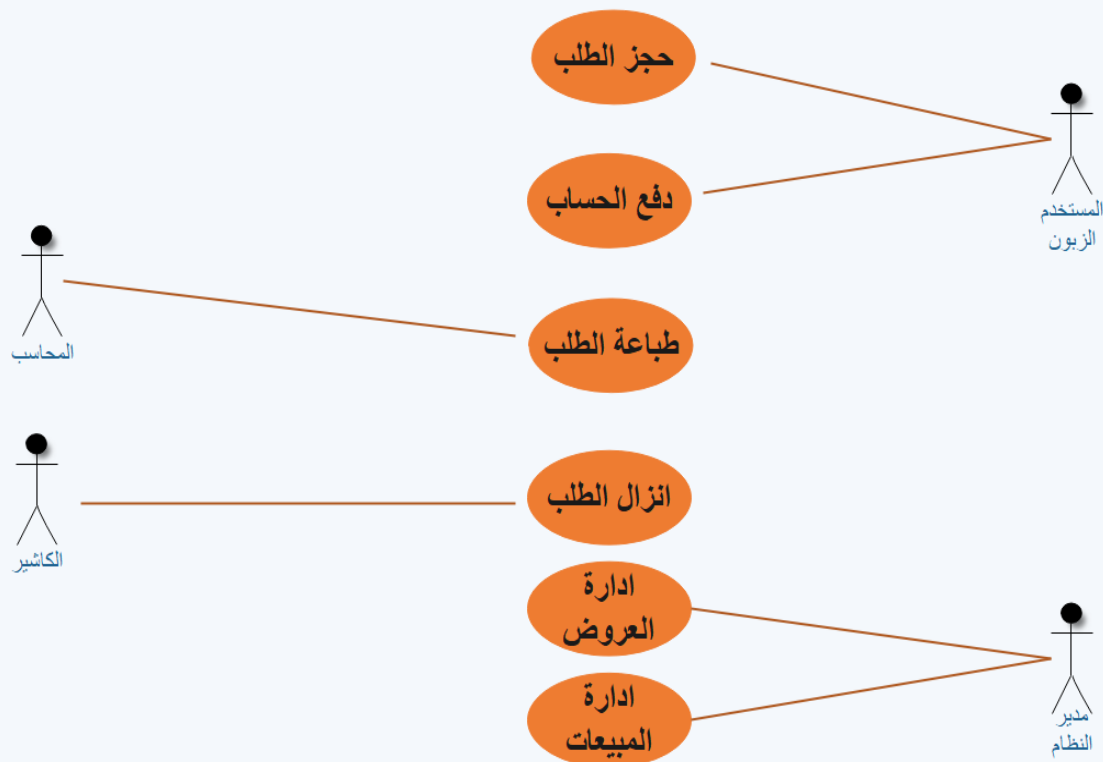 حجز الطلب
دفع الحساب
المستخدم
الزبون
طباعة الطلب
المحاسب
انزال الطلب
الكاشير
ادارة
العروض
ادارة
المبيعات
مدير
النظام